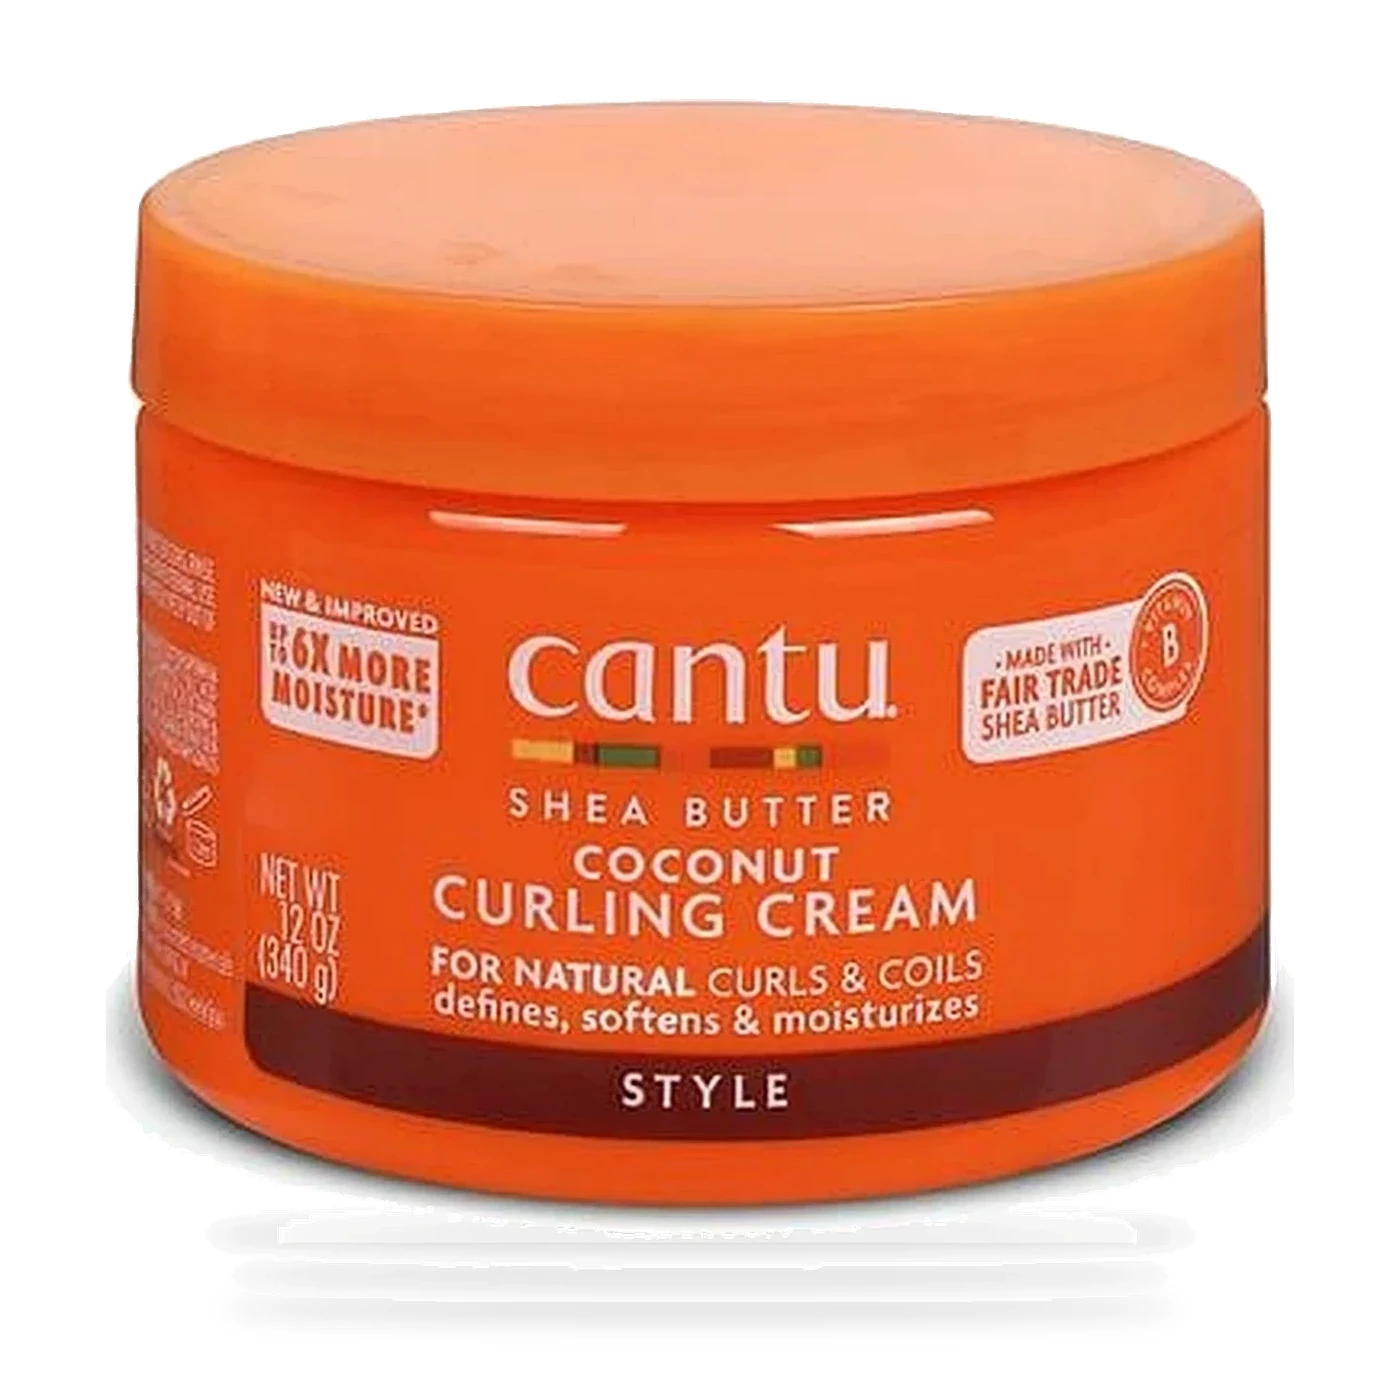 NEW & IMPROVED
UP TO 6X MORE
MOISTURE*
cantu
SHEA BUTTER
COCONUT
CURLING CREAM
FOR NATURAL CURLS & COILS
defines, softens & moisturizes
STYLE
NET WT
12 OZ
(340 g)
• MADE WITH •
FAIR TRADE
SHEA BUTTER
B